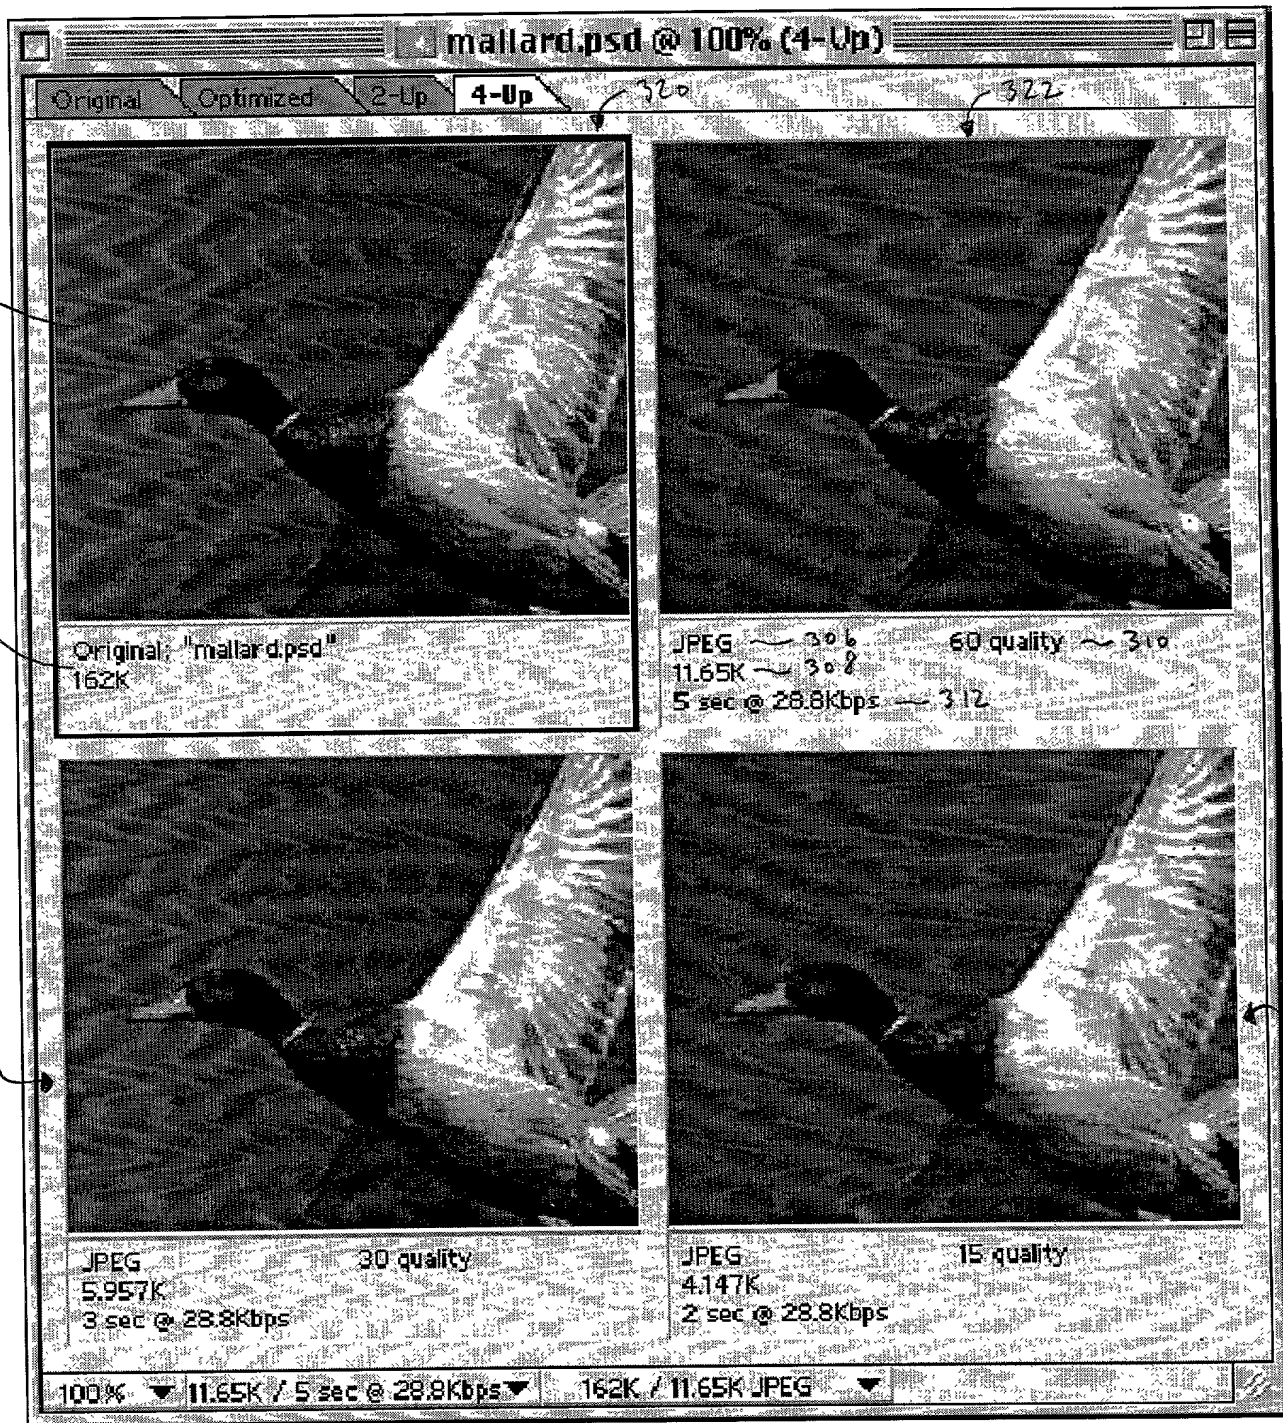 mallard.psd @ 100% (4-Up)
Original Optimized 2-Up 4-Up 320 322
Original: "mallard.psd"
162K
JPEG 306 60 quality 310
11.65K 308
5 sec @ 28.8Kbps 312
JPEG 30 quality
5.957K
3 sec @ 28.8Kbps
JPEG 15 quality
4.147K
2 sec @ 28.8Kbps
100% 11.65K / 5 sec @ 28.8Kbps 162K / 11.65K JPEG